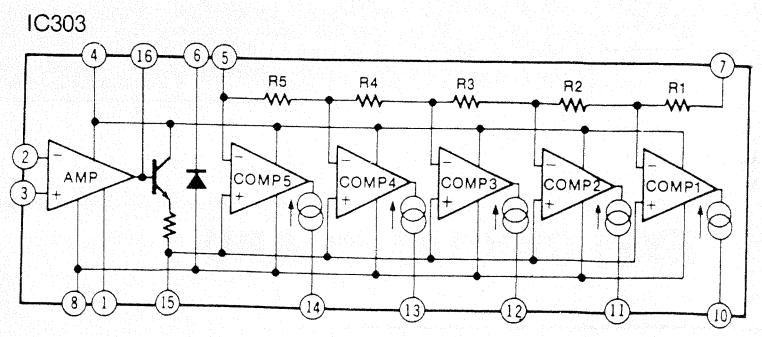 IC303
4 16 6 5 7
R5 R4 R3 R2 R1
2 − AMP
3 +
− COMP5 +
− COMP4 +
− COMP3 +
− COMP2 +
− COMP1 +
8 1 15 14 13 12 11 10